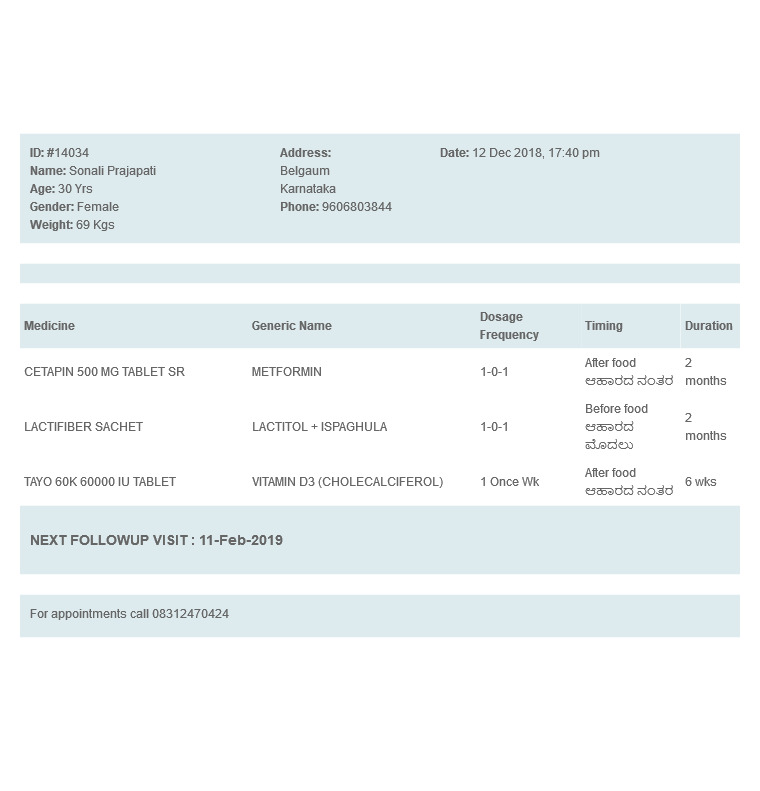 ID: #14034
Name: Sonali Prajapati
Age: 30 Yrs
Gender: Female
Weight: 69 Kgs
Address:
Belgaum
Karnataka
Phone: 9606803844
Date: 12 Dec 2018, 17:40 pm
Medicine Generic Name Dosage Frequency Timing Duration
CETAPIN 500 MG TABLET SR METFORMIN 1-0-1 After food ಆಹಾರದ ನಂತರ 2 months
LACTIFIBER SACHET LACTITOL + ISPAGHULA 1-0-1 Before food ಆಹಾರದ ಮೊದಲು 2 months
TAYO 60K 60000 IU TABLET VITAMIN D3 (CHOLECALCIFEROL) 1 Once Wk After food ಆಹಾರದ ನಂತರ 6 wks
NEXT FOLLOWUP VISIT : 11-Feb-2019
For appointments call 08312470424